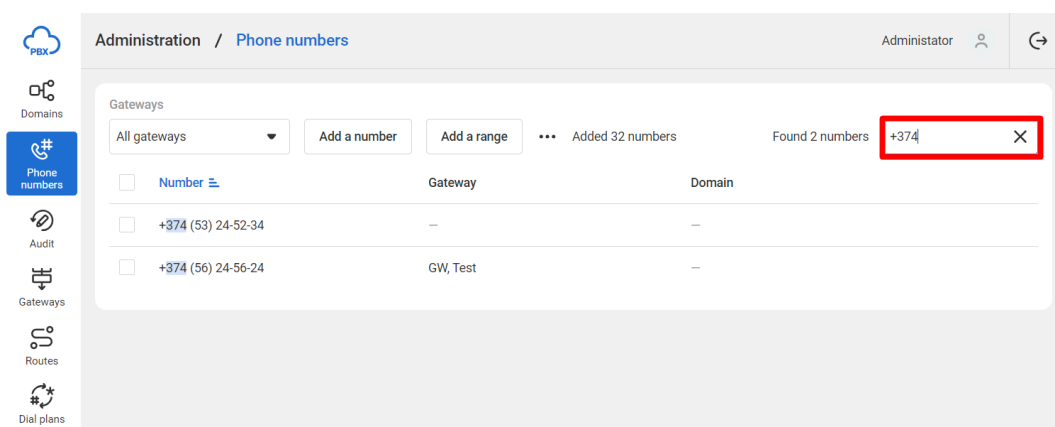 PBX
Administration / Phone numbers
Administator
Domains
Phone
numbers
Audit
Gateways
Routes
Dial plans
Gateways
All gateways
Add a number
Add a range
••• Added 32 numbers
Found 2 numbers
+374
Number Gateway Domain
+374 (53) 24-52-34 — —
+374 (56) 24-56-24 GW, Test —